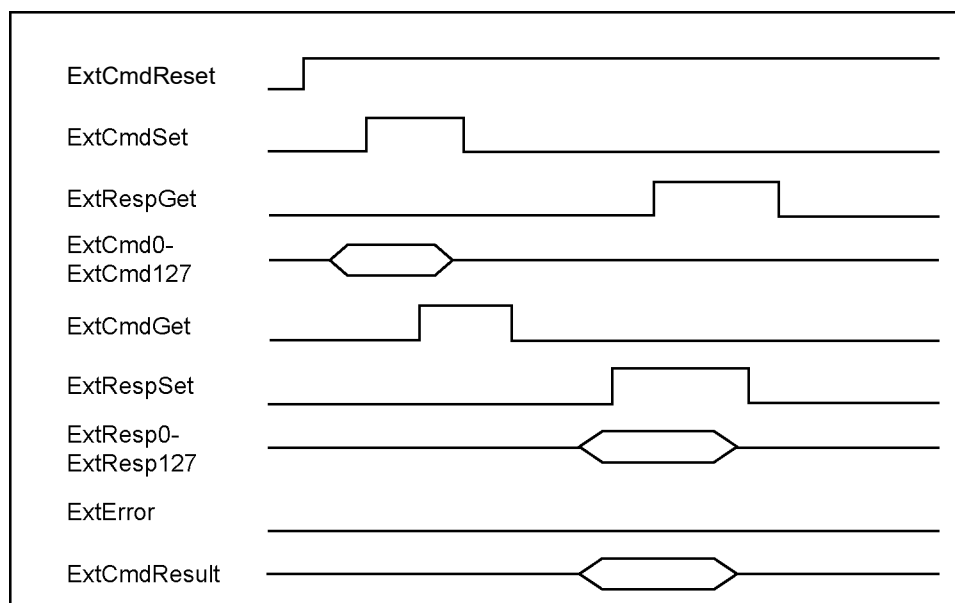 ExtCmdReset
ExtCmdSet
ExtRespGet
ExtCmd0-
ExtCmd127
ExtCmdGet
ExtRespSet
ExtResp0-
ExtResp127
ExtError
ExtCmdResult